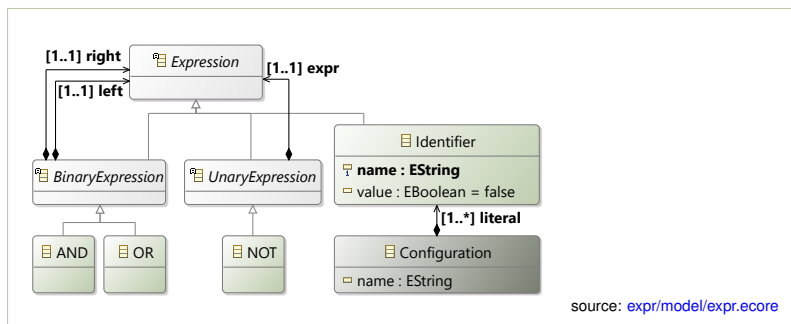 [1..1] right
Expression
[1..1] expr
[1..1] left
Identifier
name : EString
value : EBoolean = false
BinaryExpression
UnaryExpression
[1..*] literal
AND
OR
NOT
Configuration
name : EString
source: expr/model/expr.ecore